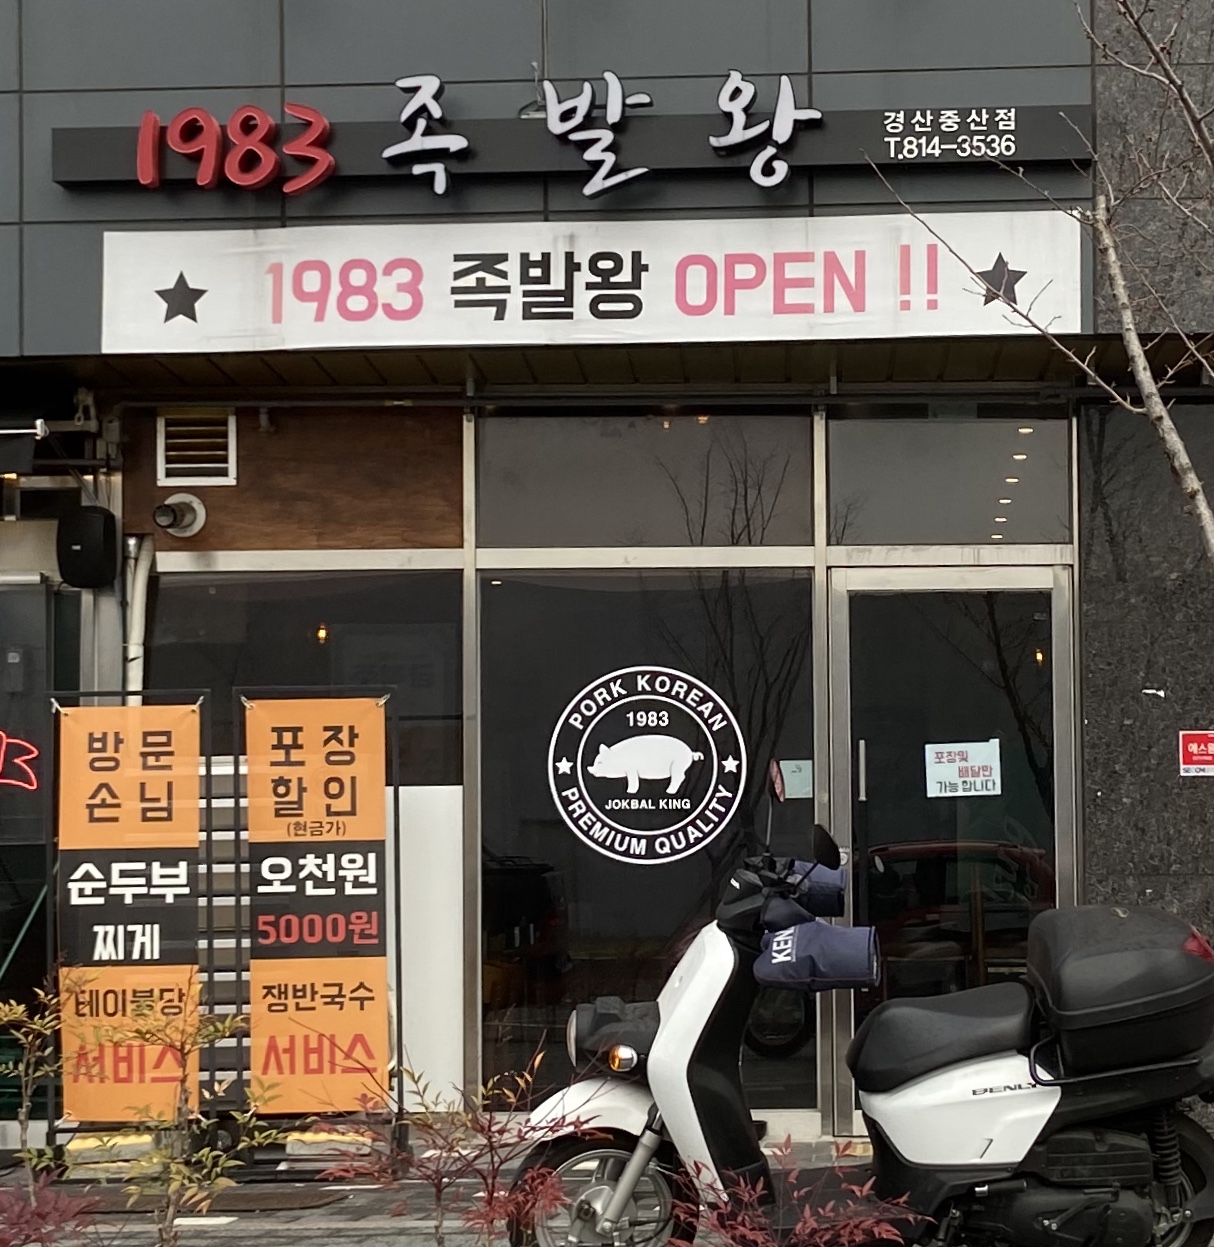 1983 족발왕
경산중산점
T.814-3536
★ 1983 족발왕 OPEN !! ★
PORK KOREAN
1983
JOKBAL KING
★ PREMIUM QUALITY ★
방문
손님
순두부
찌게
테이블당
서비스
포장
할인
(현금가)
오천원
5000원
쟁반국수
서비스
포장및
배달만
가능합니다
KEN
BENLY